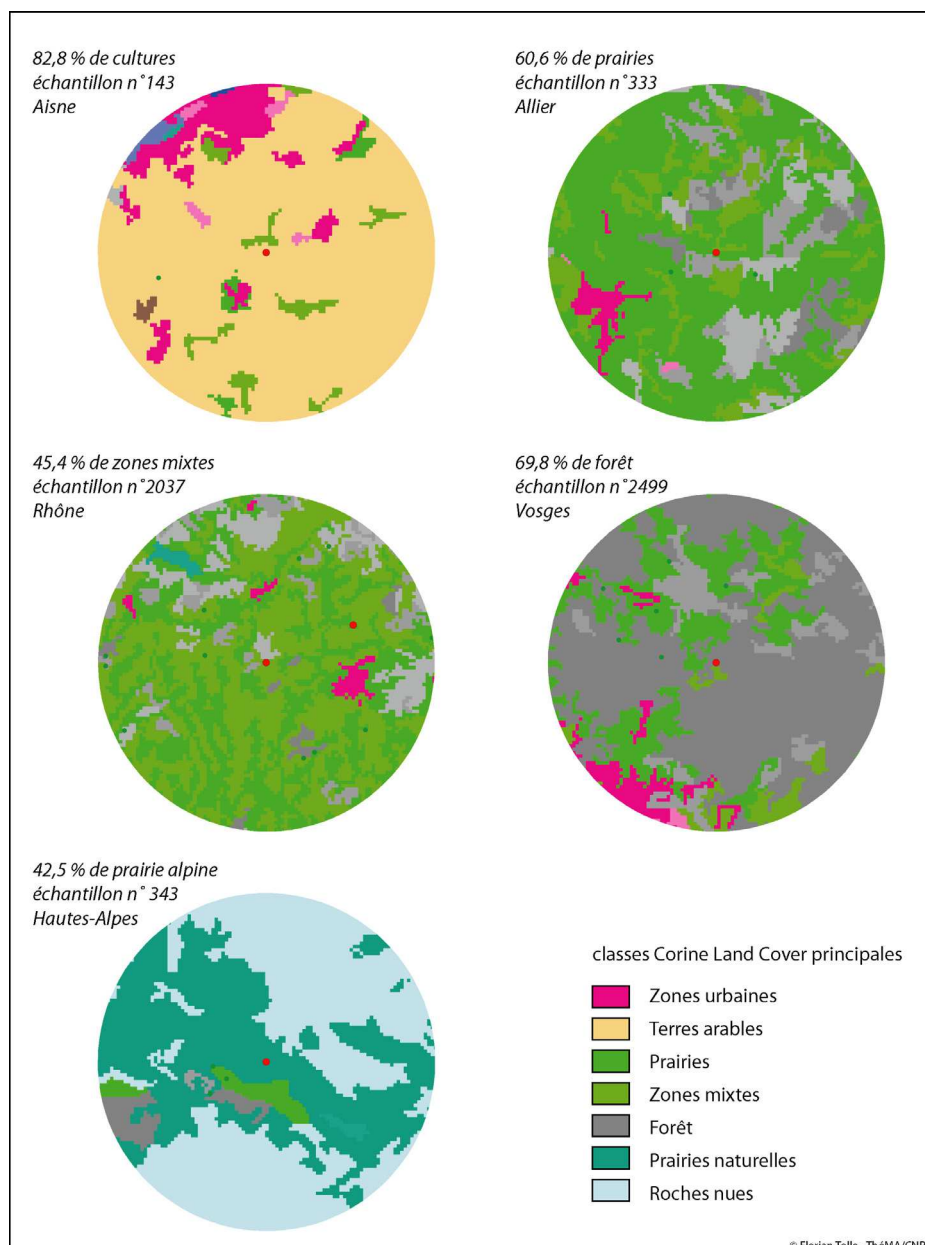 82,8 % de cultures
échantillon n°143
Aisne
60,6 % de prairies
échantillon n°333
Allier
45,4 % de zones mixtes
échantillon n°2037
Rhône
69,8 % de forêt
échantillon n°2499
Vosges
42,5 % de prairie alpine
échantillon n° 343
Hautes-Alpes
classes Corine Land Cover principales
Zones urbaines
Terres arables
Prairies
Zones mixtes
Forêt
Prairies naturelles
Roches nues